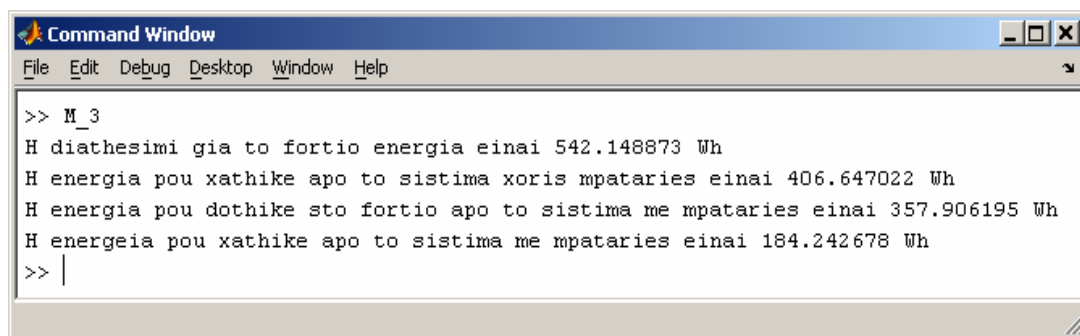 Command Window
File Edit Debug Desktop Window Help
>> M_3
H diathesimi gia to fortio energia einai 542.148873 Wh
H energia pou xathike apo to sistima xoris mpataries einai 406.647022 Wh
H energia pou dothike sto fortio apo to sistima me mpataries einai 357.906195 Wh
H energeia pou xathike apo to sistima me mpataries einai 184.242678 Wh
>>